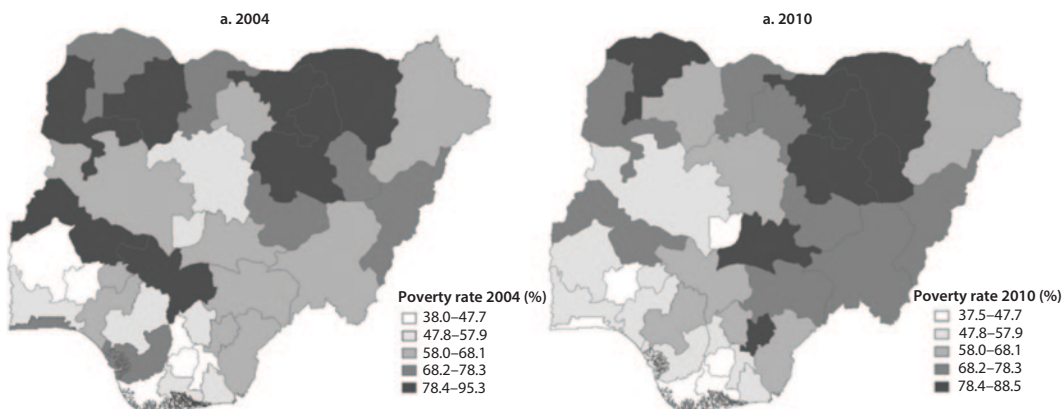 a. 2004
Poverty rate 2004 (%)
38.0–47.7
47.8–57.9
58.0–68.1
68.2–78.3
78.4–95.3
a. 2010
Poverty rate 2010 (%)
37.5–47.7
47.8–57.9
58.0–68.1
68.2–78.3
78.4–88.5